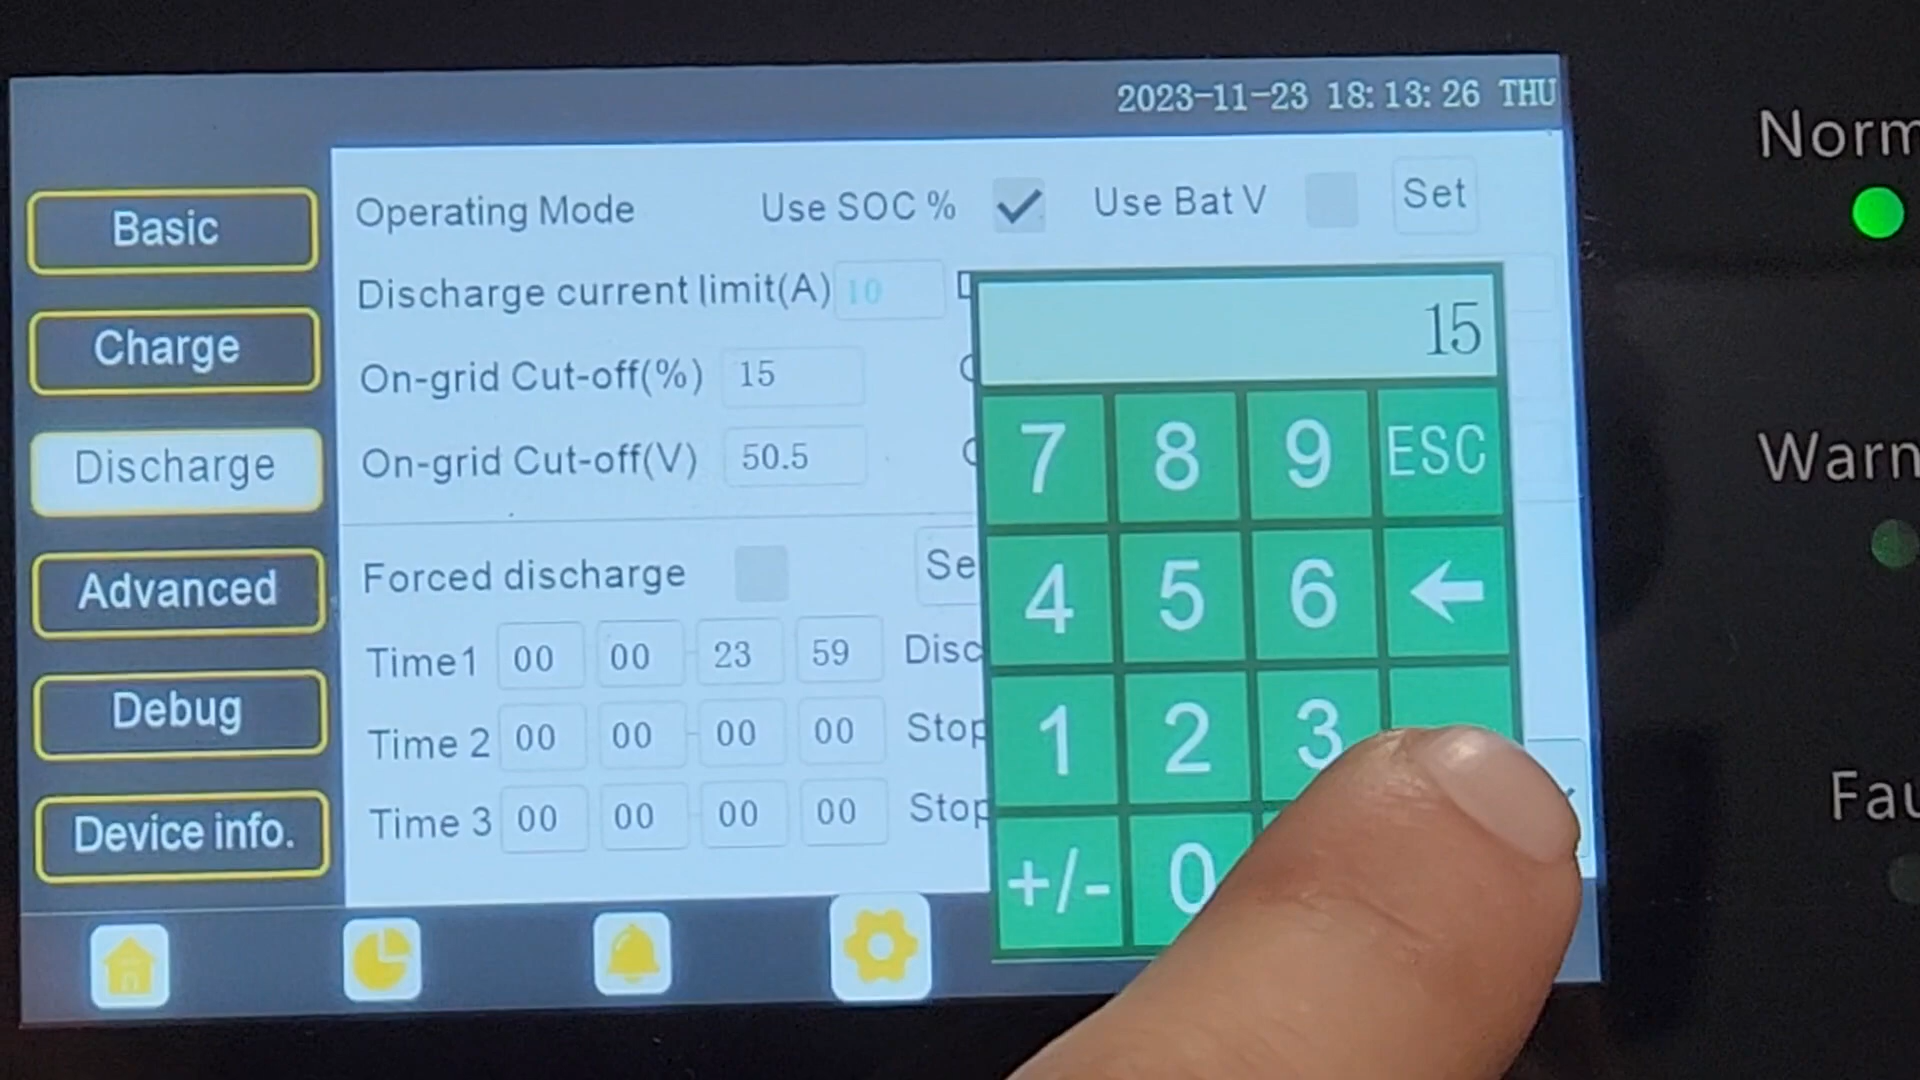 2023-11-23 18:13:26 THU
Basic
Charge
Discharge
Advanced
Debug
Device info.
Operating Mode Use SOC % Use Bat V Set
Discharge current limit(A) 10
On-grid Cut-off(%) 15
On-grid Cut-off(V) 50.5
Forced discharge
Time1 00 00 23 59
Time 2 00 00 00 00 Stop
Time 3 00 00 00 00 Stop
15
7 8 9 ESC
4 5 6
1 2 3
+/- 0